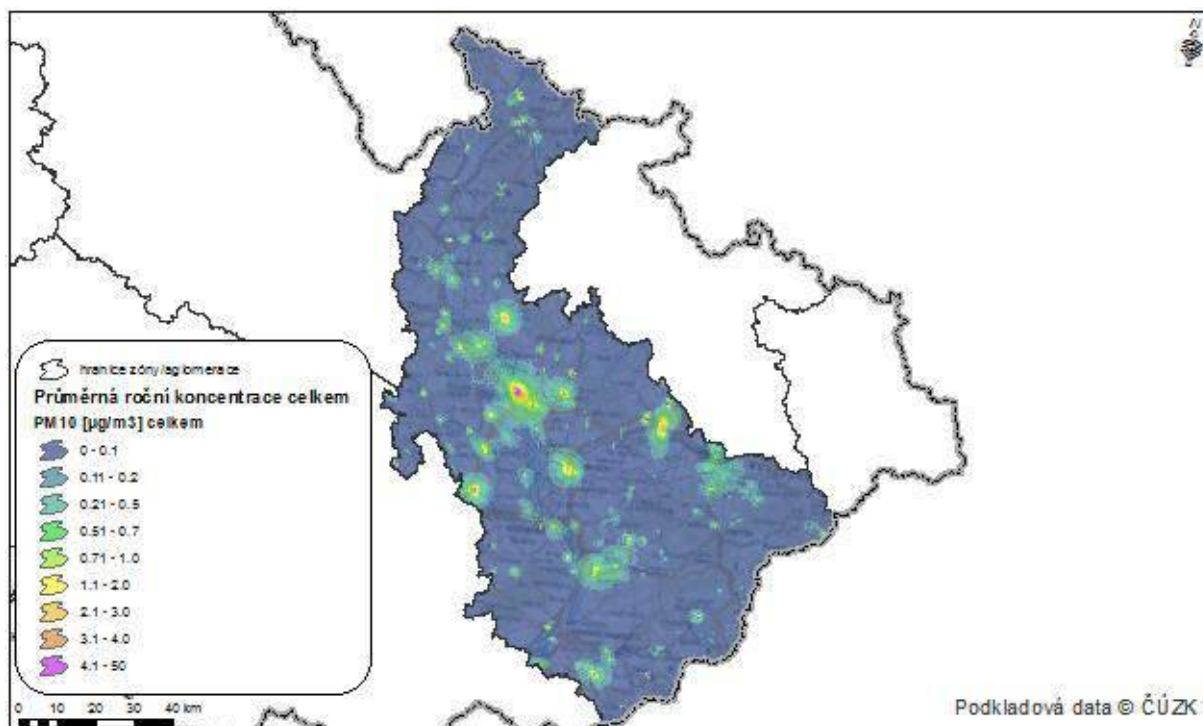 hranice zóny/aglomerace
Průměrná roční koncentrace celkem
PM10 [µg/m3] celkem
0 - 0.1
0.11 - 0.2
0.21 - 0.5
0.51 - 0.7
0.71 - 1.0
1.1 - 2.0
2.1 - 3.0
3.1 - 4.0
4.1 - 50
0 10 20 30 40 km
Podkladová data © ČÚZK